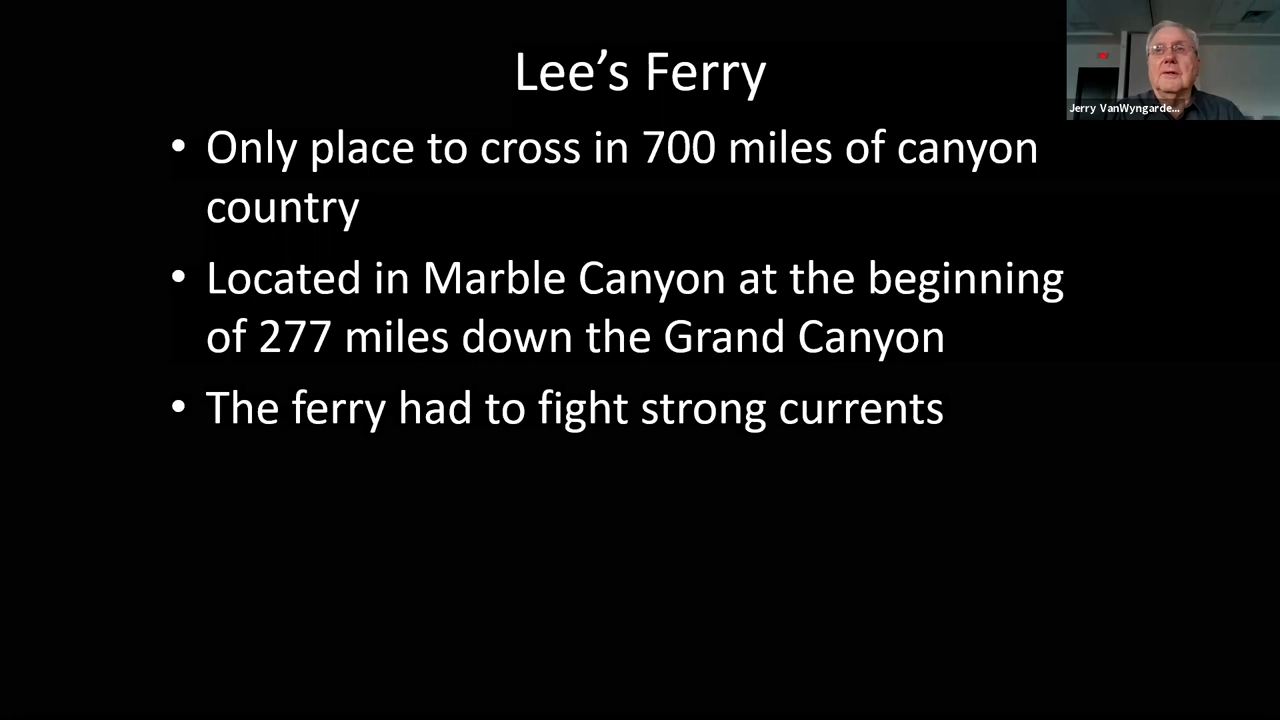 Lee’s Ferry
• Only place to cross in 700 miles of canyon
country
• Located in Marble Canyon at the beginning
of 277 miles down the Grand Canyon
• The ferry had to fight strong currents
Jerry VanWyngarde...